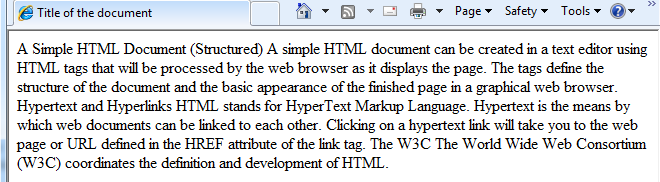 Title of the document
Page Safety Tools
A Simple HTML Document (Structured) A simple HTML document can be created in a text editor using
HTML tags that will be processed by the web browser as it displays the page. The tags define the
structure of the document and the basic appearance of the finished page in a graphical web browser.
Hypertext and Hyperlinks HTML stands for HyperText Markup Language. Hypertext is the means by
which web documents can be linked to each other. Clicking on a hypertext link will take you to the web
page or URL defined in the HREF attribute of the link tag. The W3C The World Wide Web Consortium
(W3C) coordinates the definition and development of HTML.